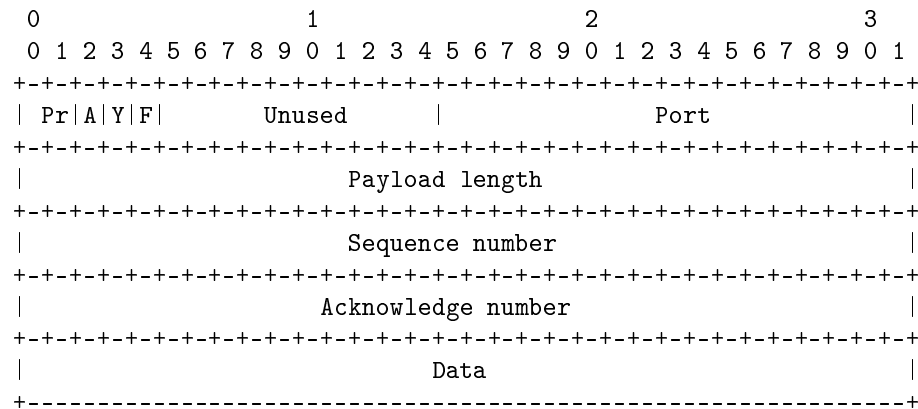 0                   1                   2                   3
0 1 2 3 4 5 6 7 8 9 0 1 2 3 4 5 6 7 8 9 0 1 2 3 4 5 6 7 8 9 0 1
+-+-+-+-+-+-+-+-+-+-+-+-+-+-+-+-+-+-+-+-+-+-+-+-+-+-+-+-+-+-+-+-+
| Pr|A|Y|F|       Unused      |               Port              |
+-+-+-+-+-+-+-+-+-+-+-+-+-+-+-+-+-+-+-+-+-+-+-+-+-+-+-+-+-+-+-+-+
|                       Payload length                          |
+-+-+-+-+-+-+-+-+-+-+-+-+-+-+-+-+-+-+-+-+-+-+-+-+-+-+-+-+-+-+-+-+
|                       Sequence number                         |
+-+-+-+-+-+-+-+-+-+-+-+-+-+-+-+-+-+-+-+-+-+-+-+-+-+-+-+-+-+-+-+-+
|                     Acknowledge number                        |
+-+-+-+-+-+-+-+-+-+-+-+-+-+-+-+-+-+-+-+-+-+-+-+-+-+-+-+-+-+-+-+-+
|                             Data                              |
+---------------------------------------------------------------+